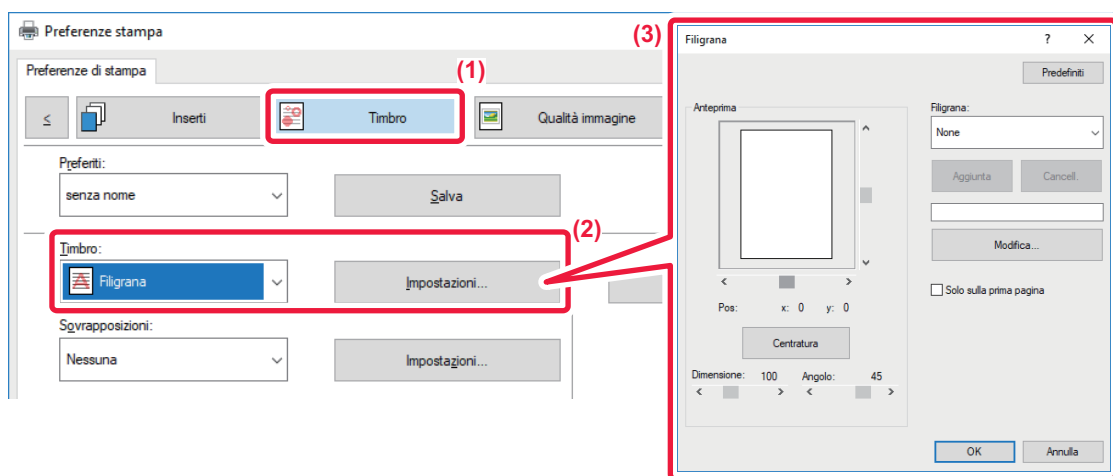 Preferenze stampa
Preferenze di stampa
(1)
<
Inserti
Timbro
Qualità immagine
Preferiti:
senza nome
Salva
(2)
Timbro:
Filigrana
Impostazioni...
Sovrapposizioni:
Nessuna
Impostazioni...
(3)
Filigrana
?
Predefiniti
Anteprima
Filigrana:
None
Aggiunta
Cancell.
Modifica...
Solo sulla prima pagina
Pos: x: 0 y: 0
Centratura
Dimensione: 100 Angolo: 45
OK
Annulla